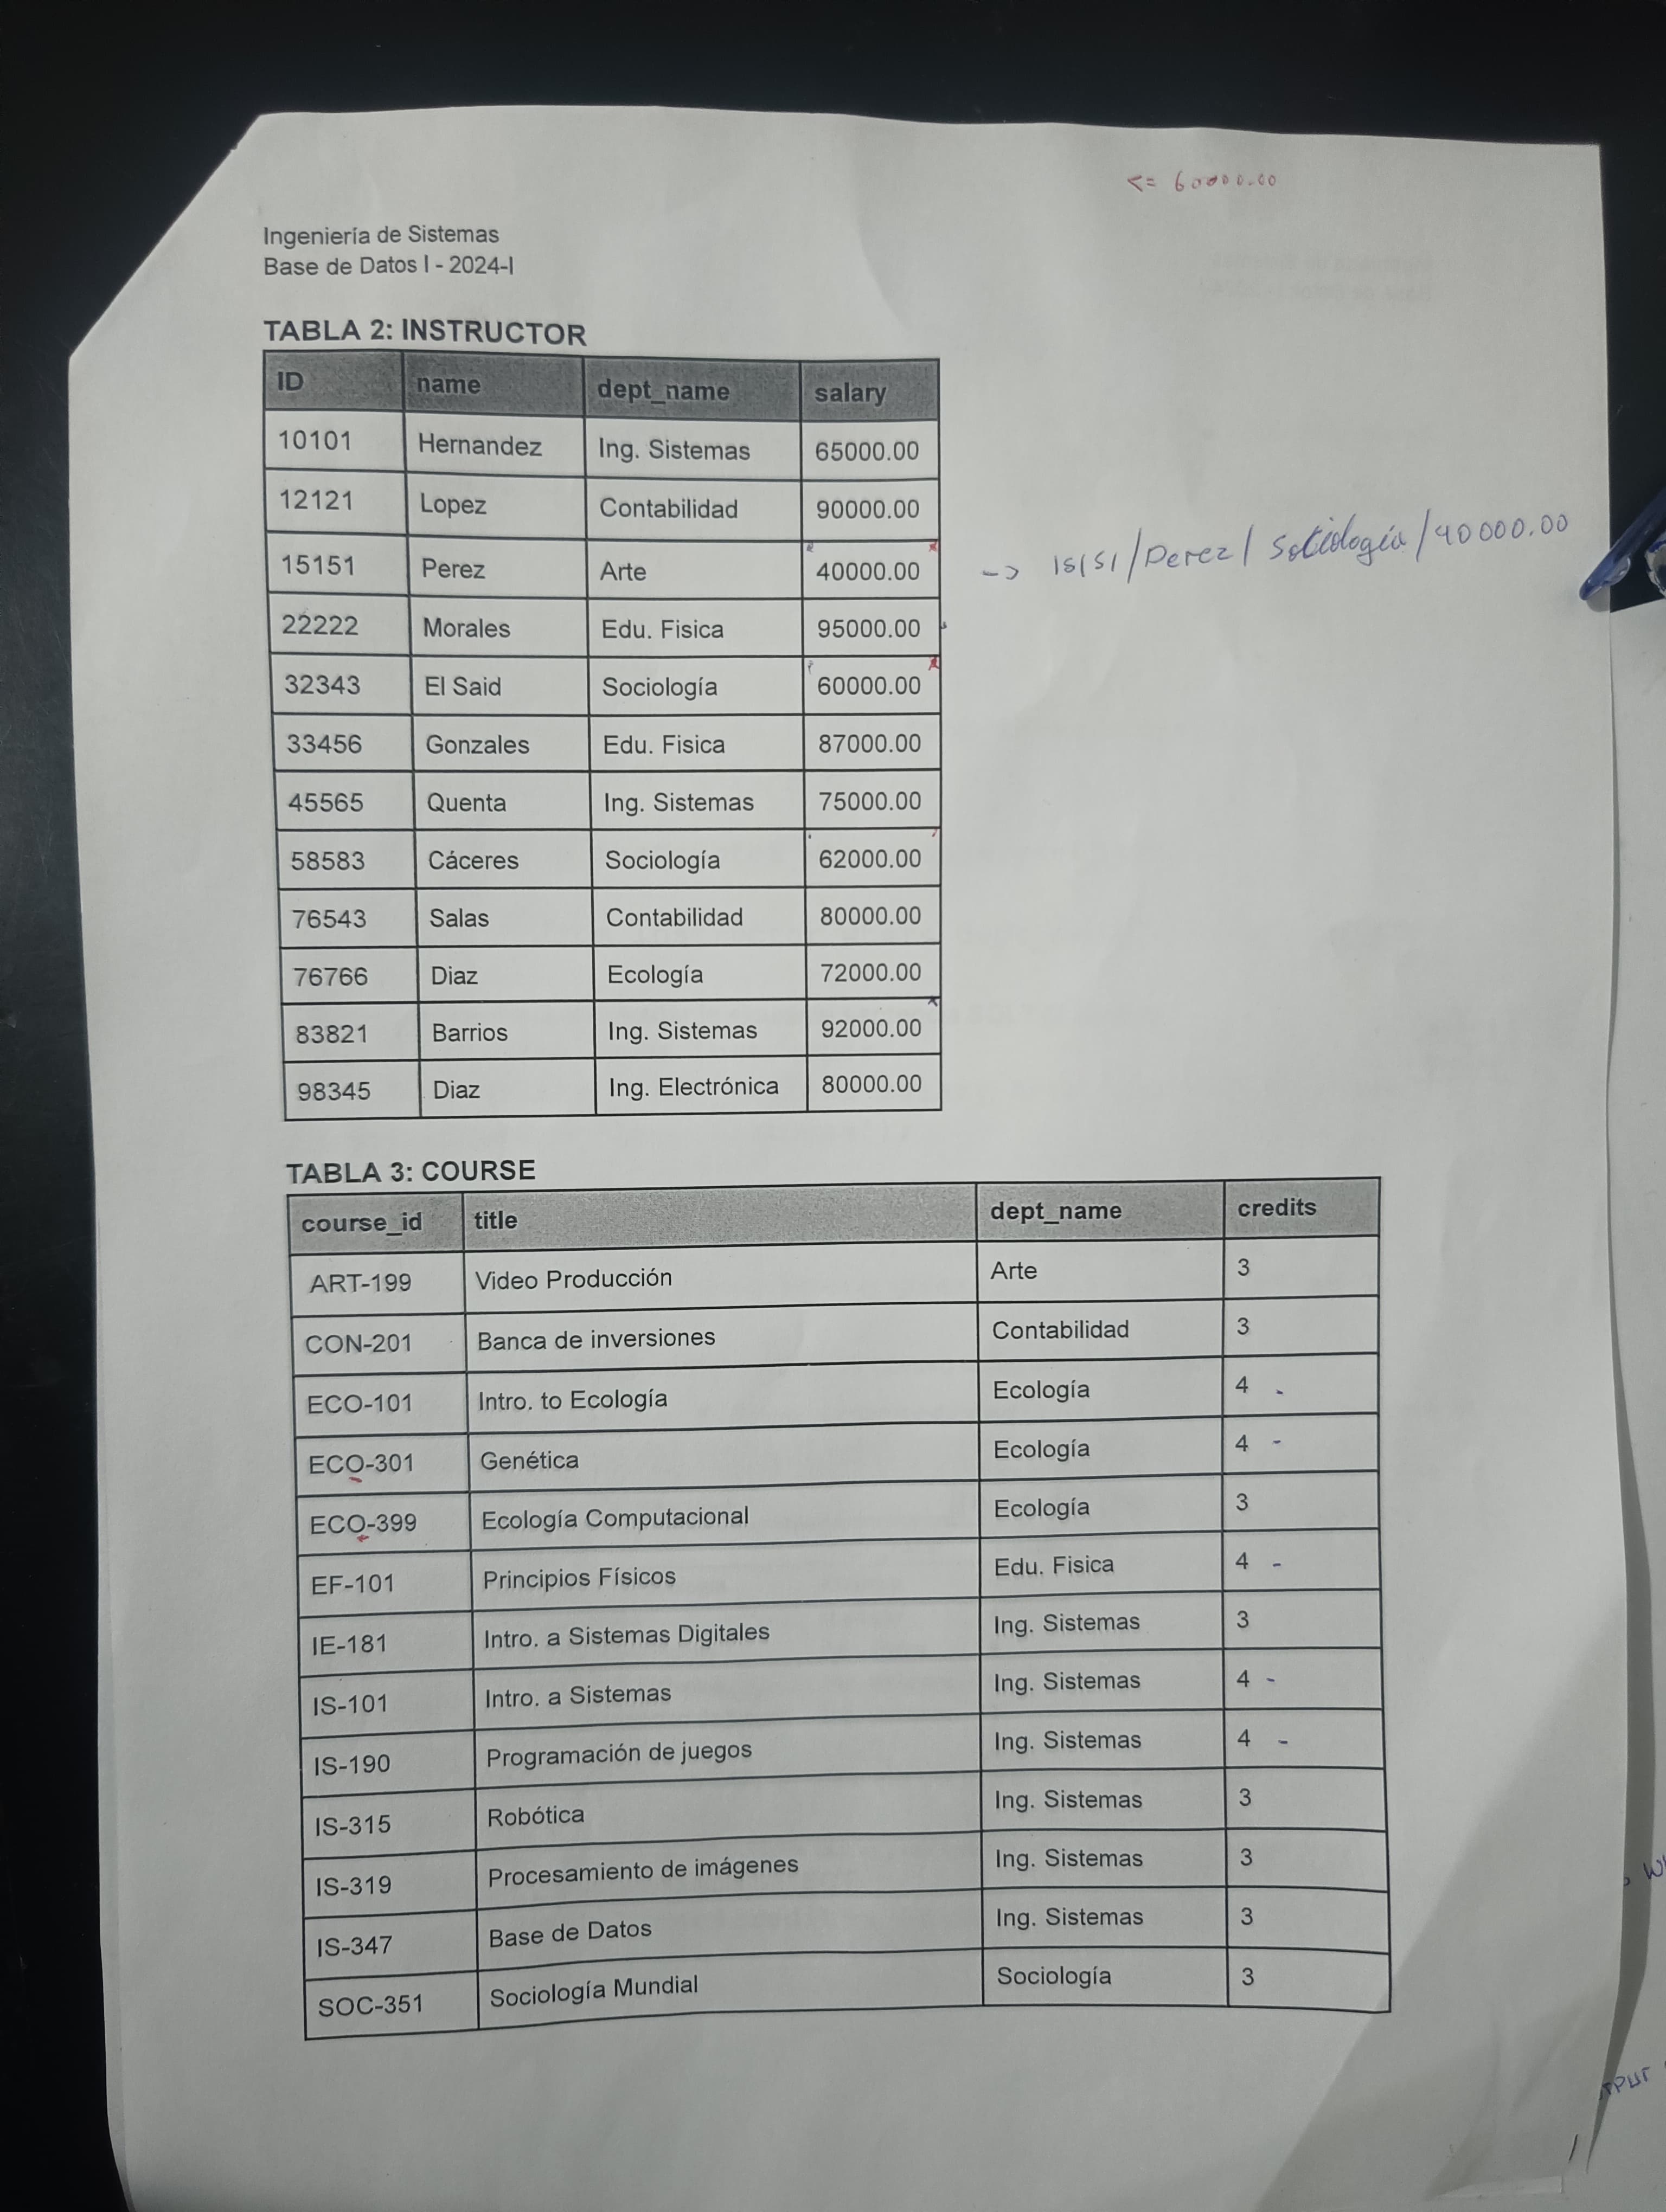 <= 60000.00
Ingeniería de Sistemas
Base de Datos I - 2024-I
TABLA 2: INSTRUCTOR
ID name dept_name salary
10101 Hernandez Ing. Sistemas 65000.00
12121 Lopez Contabilidad 90000.00
15151 Perez Arte 40000.00 -> 15151/Perez/Sociología/40000.00
22222 Morales Edu. Fisica 95000.00
32343 El Said Sociología 60000.00
33456 Gonzales Edu. Fisica 87000.00
45565 Quenta Ing. Sistemas 75000.00
58583 Cáceres Sociología 62000.00
76543 Salas Contabilidad 80000.00
76766 Diaz Ecología 72000.00
83821 Barrios Ing. Sistemas 92000.00
98345 Diaz Ing. Electrónica 80000.00
TABLA 3: COURSE
course_id title dept_name credits
ART-199 Video Producción Arte 3
CON-201 Banca de inversiones Contabilidad 3
ECO-101 Intro. to Ecología Ecología 4 -
ECO-301 Genética Ecología 4 -
ECO-399 Ecología Computacional Ecología 3
EF-101 Principios Físicos Edu. Fisica 4 -
IE-181 Intro. a Sistemas Digitales Ing. Sistemas 3
IS-101 Intro. a Sistemas Ing. Sistemas 4 -
IS-190 Programación de juegos Ing. Sistemas 4 -
IS-315 Robótica Ing. Sistemas 3
IS-319 Procesamiento de imágenes Ing. Sistemas 3
IS-347 Base de Datos Ing. Sistemas 3
SOC-351 Sociología Mundial Sociología 3